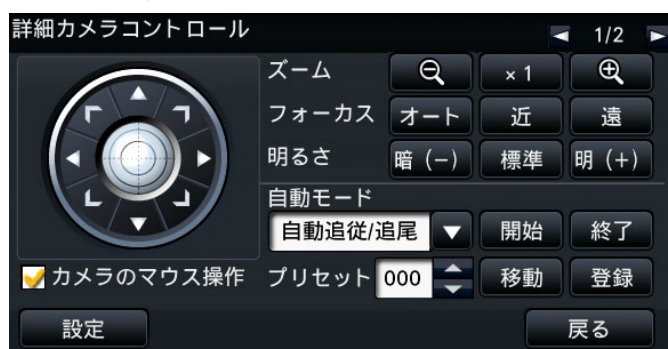 詳細カメラコントロール ◄ 1/2 ►
ズーム × 1
フォーカス オート 近 遠
明るさ 暗 (−) 標準 明 (+)
自動モード
自動追従/追尾 ▼ 開始 終了
カメラのマウス操作 プリセット 000 移動 登録
設定 戻る